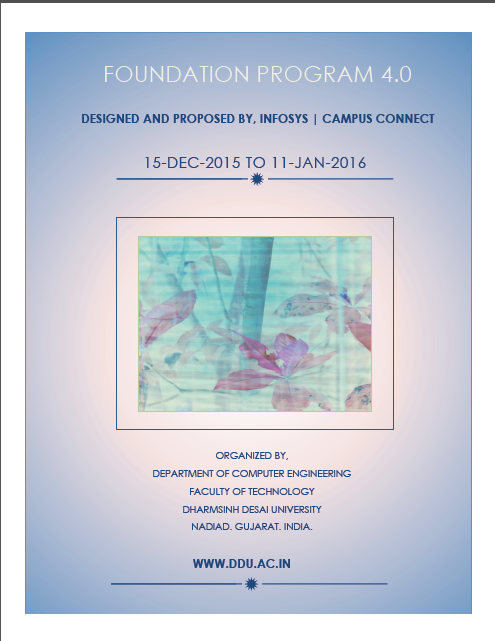 FOUNDATION PROGRAM 4.0
DESIGNED AND PROPOSED BY, INFOSYS | CAMPUS CONNECT
15-DEC-2015 TO 11-JAN-2016
ORGANIZED BY,
DEPARTMENT OF COMPUTER ENGINEERING
FACULTY OF TECHNOLOGY
DHARMSINH DESAI UNIVERSITY
NADIAD. GUJARAT. INDIA.
WWW.DDU.AC.IN